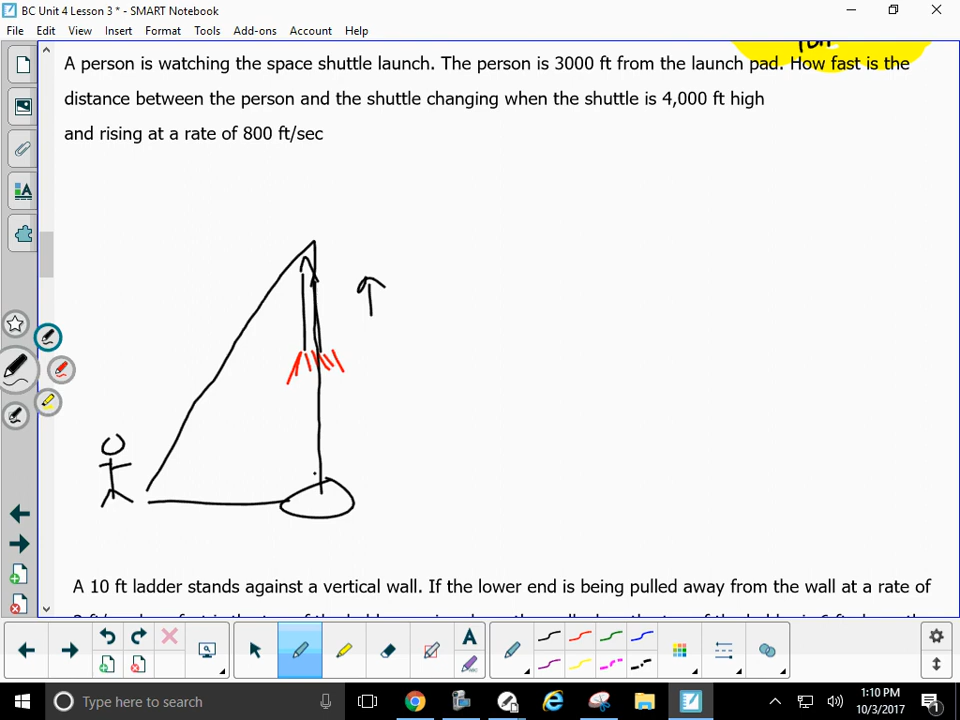 BC Unit 4 Lesson 3 * - SMART Notebook
File Edit View Insert Format Tools Add-ons Account Help
A person is watching the space shuttle launch. The person is 3000 ft from the launch pad. How fast is the
distance between the person and the shuttle changing when the shuttle is 4,000 ft high
and rising at a rate of 800 ft/sec
A 10 ft ladder stands against a vertical wall. If the lower end is being pulled away from the wall at a rate of
Type here to search
1:10 PM
10/3/2017
1